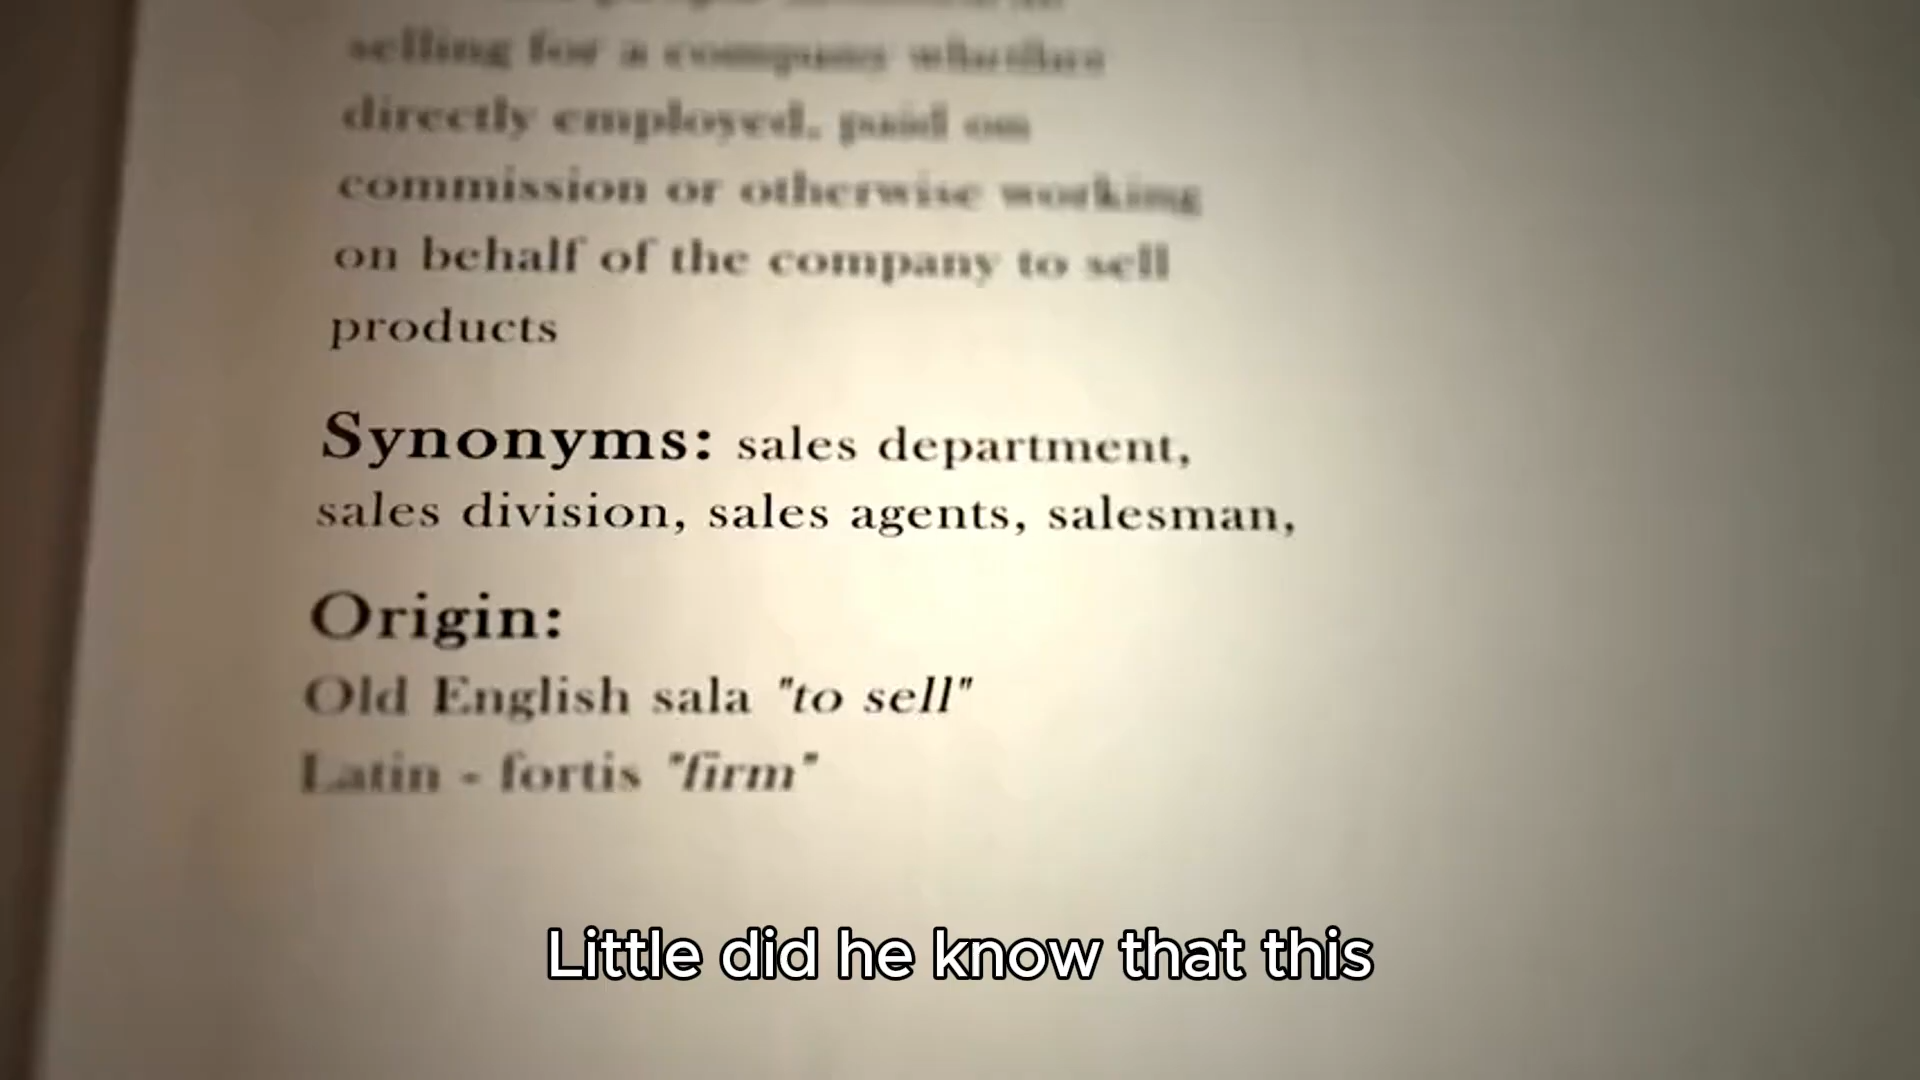 selling for a company whether
directly employed, paid on
commission or otherwise working
on behalf of the company to sell
products
Synonyms: sales department,
sales division, sales agents, salesman,
Origin:
Old English sala "to sell"
Latin - fortis "firm"
Little did he know that this